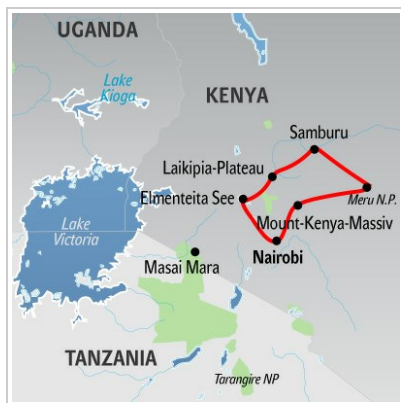 UGANDA
Lake
Kioga
KENYA
Samburu
Laikipia-Plateau
Elmenteita See
Meru N.P.
Lake
Victoria
Mount-Kenya-Massiv
Nairobi
Masai Mara
TANZANIA
Tarangire NP